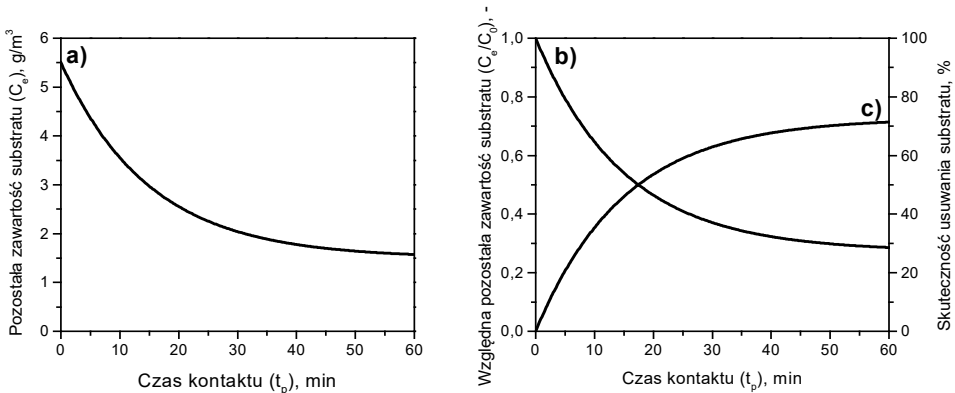 Pozostała zawartość substratu (Cₑ), g/m³
6
5
4
3
2
1
0
a)
0 10 20 30 40 50 60
Czas kontaktu (tₚ), min
Względna pozostała zawartość substratu (Cₑ/C₀), -
1,0
0,8
0,6
0,4
0,2
0,0
b)
c)
0 10 20 30 40 50 60
Czas kontaktu (tₚ), min
100
80
60
40
20
0
Skuteczność usuwania substratu, %